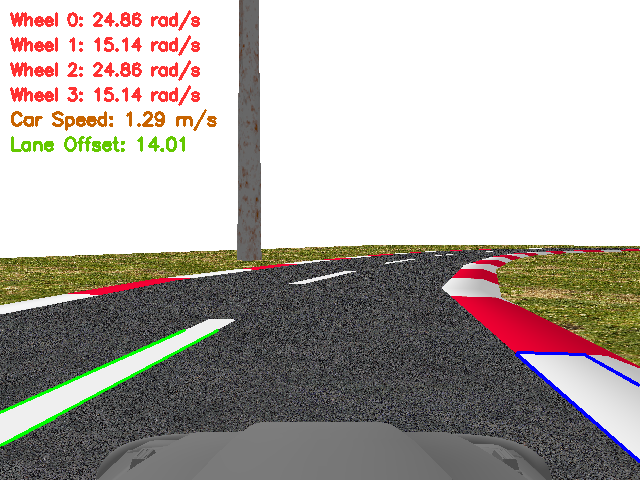 Wheel 0: 24.86 rad/s
Wheel 1: 15.14 rad/s
Wheel 2: 24.86 rad/s
Wheel 3: 15.14 rad/s
Car Speed: 1.29 m/s
Lane Offset: 14.01